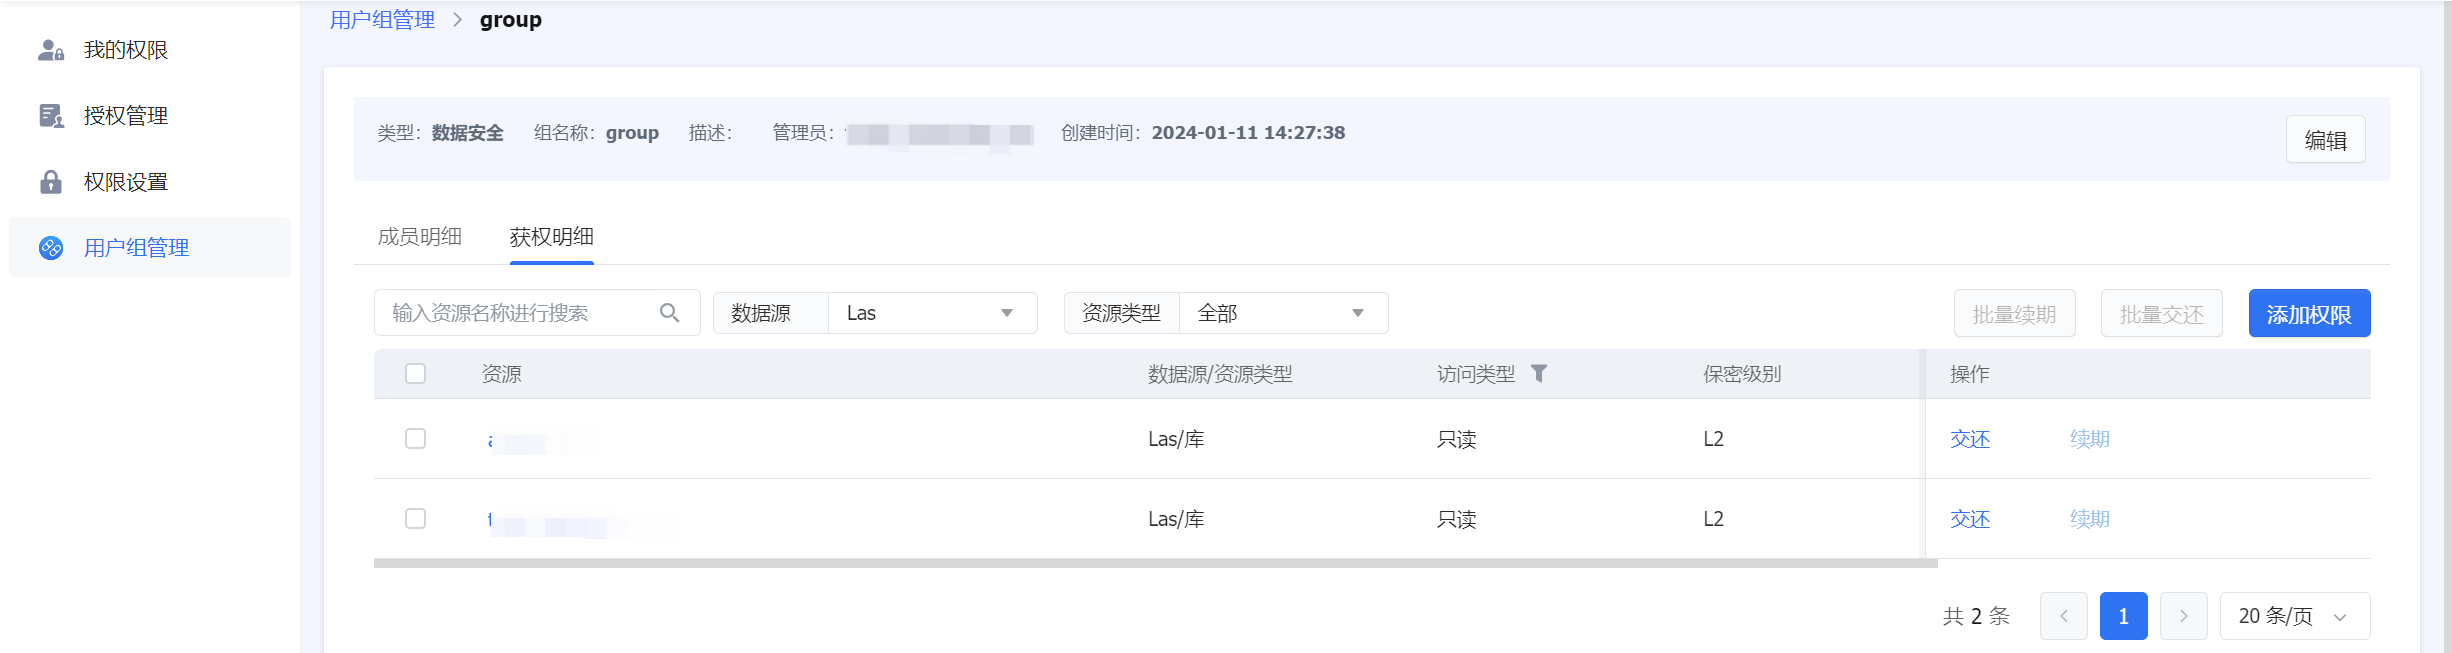 用户组管理 > group
我的权限
授权管理
权限设置
用户组管理
类型：数据安全 组名称：group 描述： 管理员： 创建时间：2024-01-11 14:27:38
编辑
成员明细 获权明细
输入资源名称进行搜索 数据源 Las 资源类型 全部 批量续期 批量交还 添加权限
资源 数据源/资源类型 访问类型 保密级别 操作
Las/库 只读 L2 交还 续期
Las/库 只读 L2 交还 续期
共 2 条 < 1 > 20 条/页